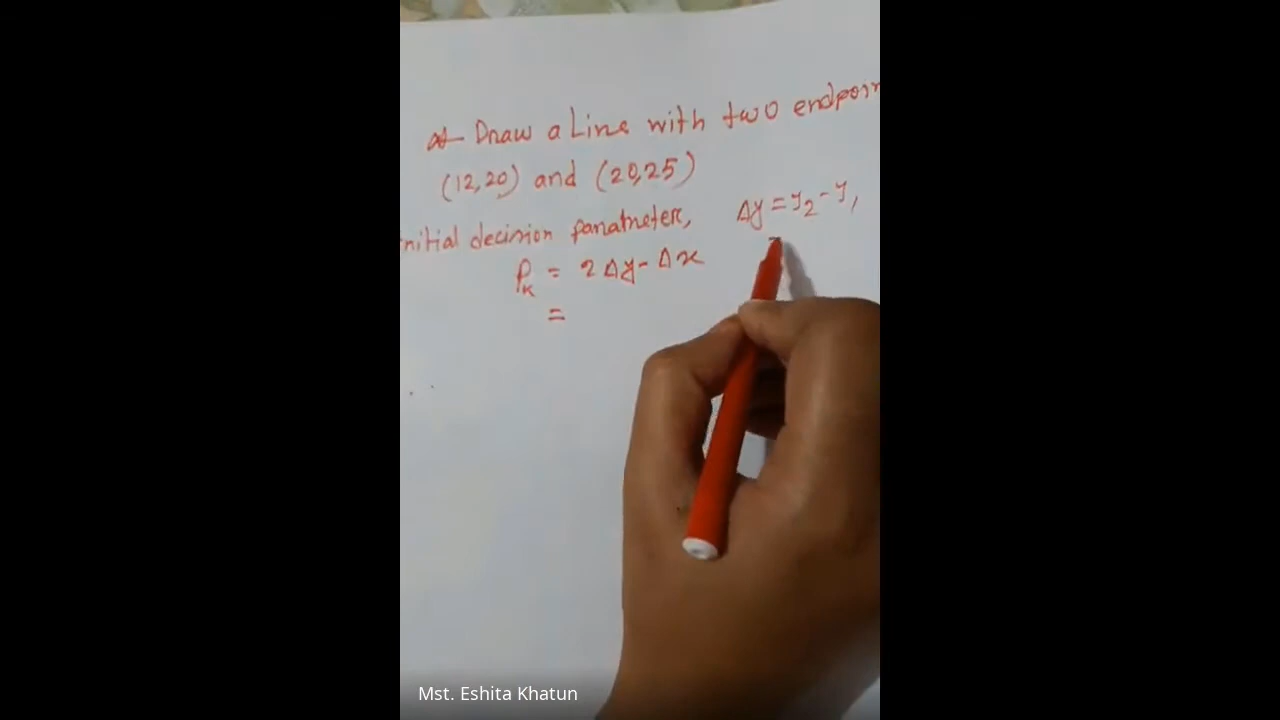 Draw a Line with two endpoin
(12,20) and (20,25)
nitial decision parameter, Δy = y₂ - y₁
Pₖ = 2Δy - Δx
=
Mst. Eshita Khatun